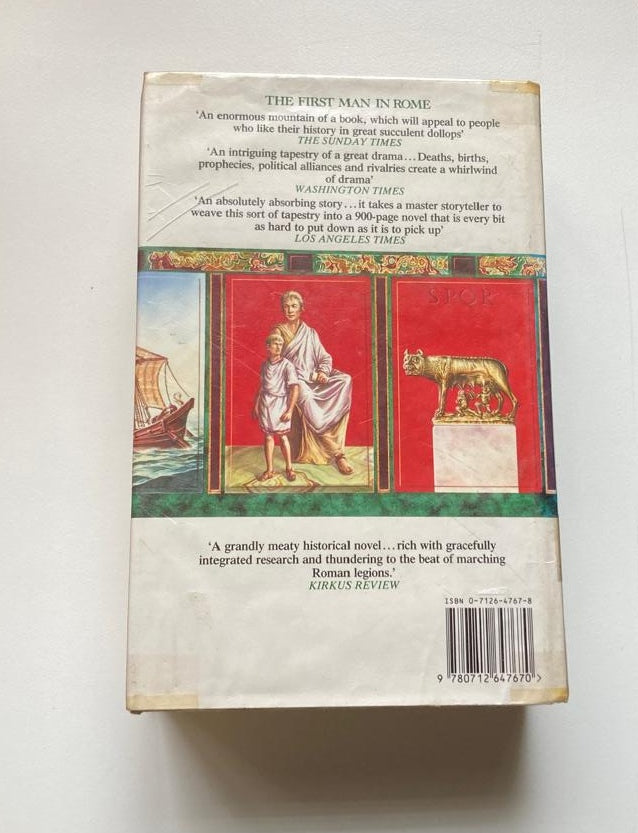 THE FIRST MAN IN ROME
'An enormous mountain of a book, which will appeal to people
who like their history in great succulent dollops'
THE SUNDAY TIMES
'An intriguing tapestry of a great drama...Deaths, births,
prophecies, political alliances and rivalries create a whirlwind
of drama'
WASHINGTON TIMES
'An absolutely absorbing story...it takes a master storyteller to
weave this sort of tapestry into a 900-page novel that is every bit
as hard to put down as it is to pick up'
LOS ANGELES TIMES
SPQR
'A grandly meaty historical novel...rich with gracefully
integrated research and thundering to the beat of marching
Roman legions.'
KIRKUS REVIEW
ISBN 0-7126-4767-8
9 780712 647670 >